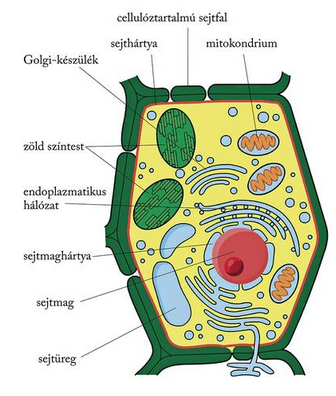 cellulóztartalmú sejtfal
sejthártya
mitokondrium
Golgi-készülék
zöld színtest
endoplazmatikus
hálózat
sejtmaghártya
sejtmag
sejtüreg